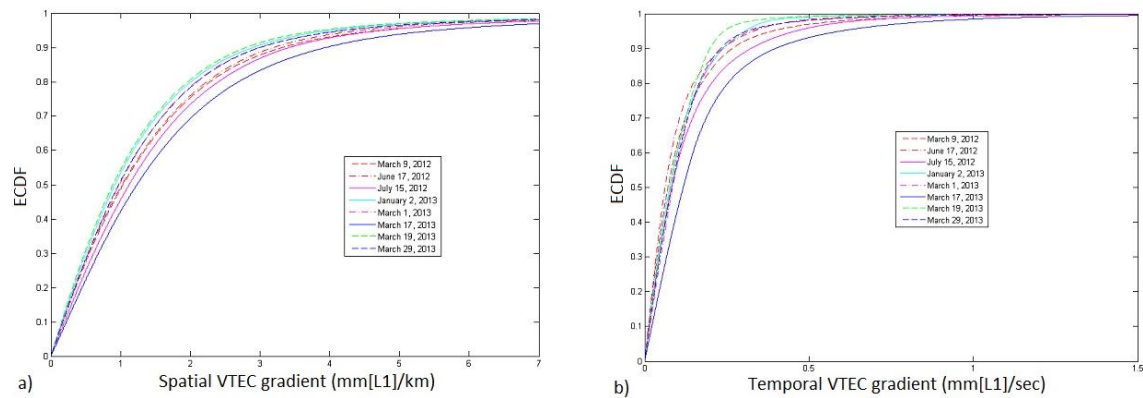 1
0.9
0.8
0.7
0.6
0.5
0.4
0.3
0.2
0.1
0
ECDF
March 9, 2012
June 17, 2012
July 15, 2012
January 2, 2013
March 1, 2013
March 17, 2013
March 19, 2013
March 29, 2013
0 1 2 3 4 5 6 7
a) Spatial VTEC gradient (mm[L1]/km)
1
0.9
0.8
0.7
0.6
0.5
0.4
0.3
0.2
0.1
0
ECDF
March 9, 2012
June 17, 2012
July 15, 2012
January 2, 2013
March 1, 2013
March 17, 2013
March 19, 2013
March 29, 2013
0 0.5 1 1.5
b) Temporal VTEC gradient (mm[L1]/sec)